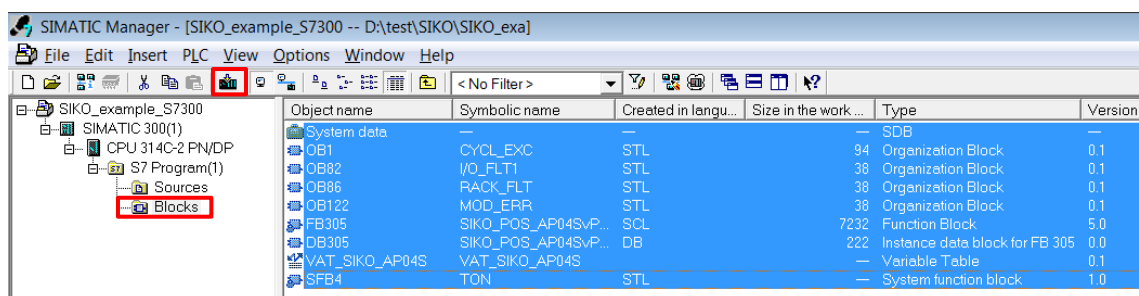 SIMATIC Manager - [SIKO_example_S7300 -- D:\test\SIKO\SIKO_exa]
File Edit Insert PLC View Options Window Help
< No Filter >
SIKO_example_S7300
SIMATIC 300(1)
CPU 314C-2 PN/DP
S7 Program(1)
Sources
Blocks
Object name Symbolic name Created in langu... Size in the work ... Type Version
System data — — — SDB —
OB1 CYCL_EXC STL 94 Organization Block 0.1
OB82 I/O_FLT1 STL 38 Organization Block 0.1
OB86 RACK_FLT STL 38 Organization Block 0.1
OB122 MOD_ERR STL 38 Organization Block 0.1
FB305 SIKO_POS_AP04SvP... SCL 7232 Function Block 5.0
DB305 SIKO_POS_AP04SvP... DB 222 Instance data block for FB 305 0.0
VAT_SIKO_AP04S VAT_SIKO_AP04S — Variable Table 0.1
SFB4 TON STL — System function block 1.0